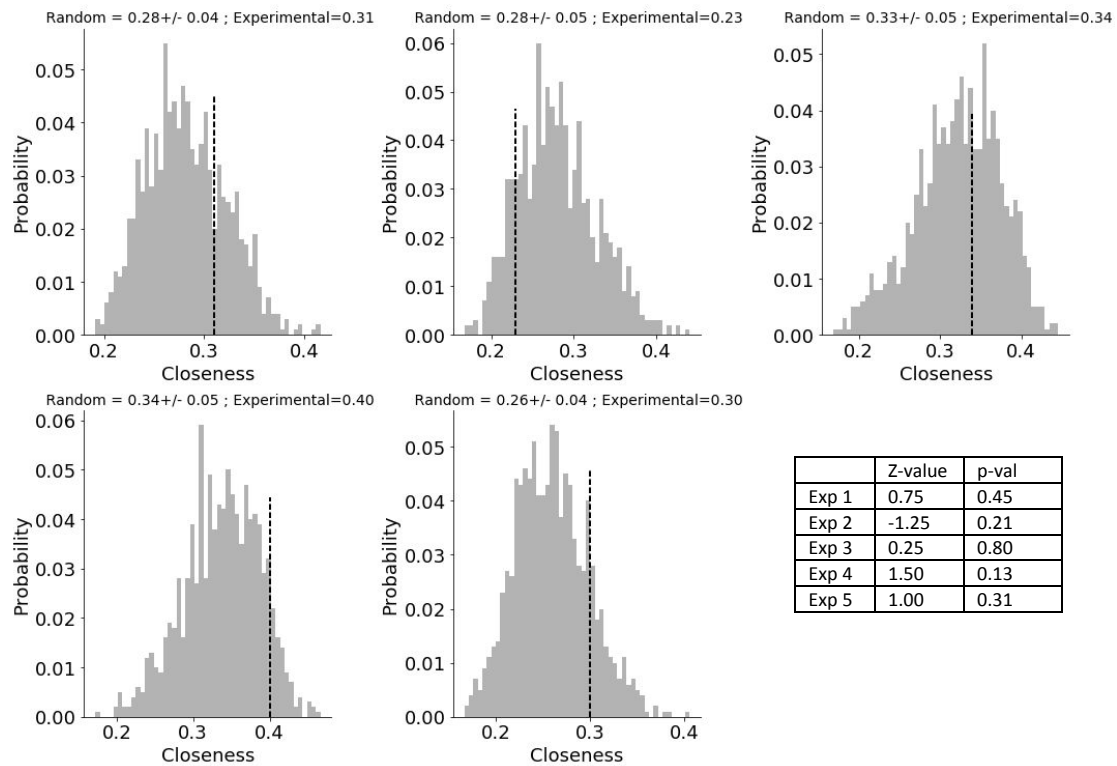 Random = 0.28+/- 0.04 ; Experimental=0.31
0.05
0.04
0.03
0.02
0.01
0.00
Probability
0.2 0.3 0.4
Closeness
Random = 0.28+/- 0.05 ; Experimental=0.23
0.06
0.05
0.04
0.03
0.02
0.01
0.00
Probability
0.2 0.3 0.4
Closeness
Random = 0.33+/- 0.05 ; Experimental=0.34
0.05
0.04
0.03
0.02
0.01
0.00
Probability
0.2 0.3 0.4
Closeness
Random = 0.34+/- 0.05 ; Experimental=0.40
0.06
0.05
0.04
0.03
0.02
0.01
0.00
Probability
0.2 0.3 0.4
Closeness
Random = 0.26+/- 0.04 ; Experimental=0.30
0.05
0.04
0.03
0.02
0.01
0.00
Probability
0.2 0.3 0.4
Closeness
Z-value p-val
Exp 1 0.75 0.45
Exp 2 -1.25 0.21
Exp 3 0.25 0.80
Exp 4 1.50 0.13
Exp 5 1.00 0.31